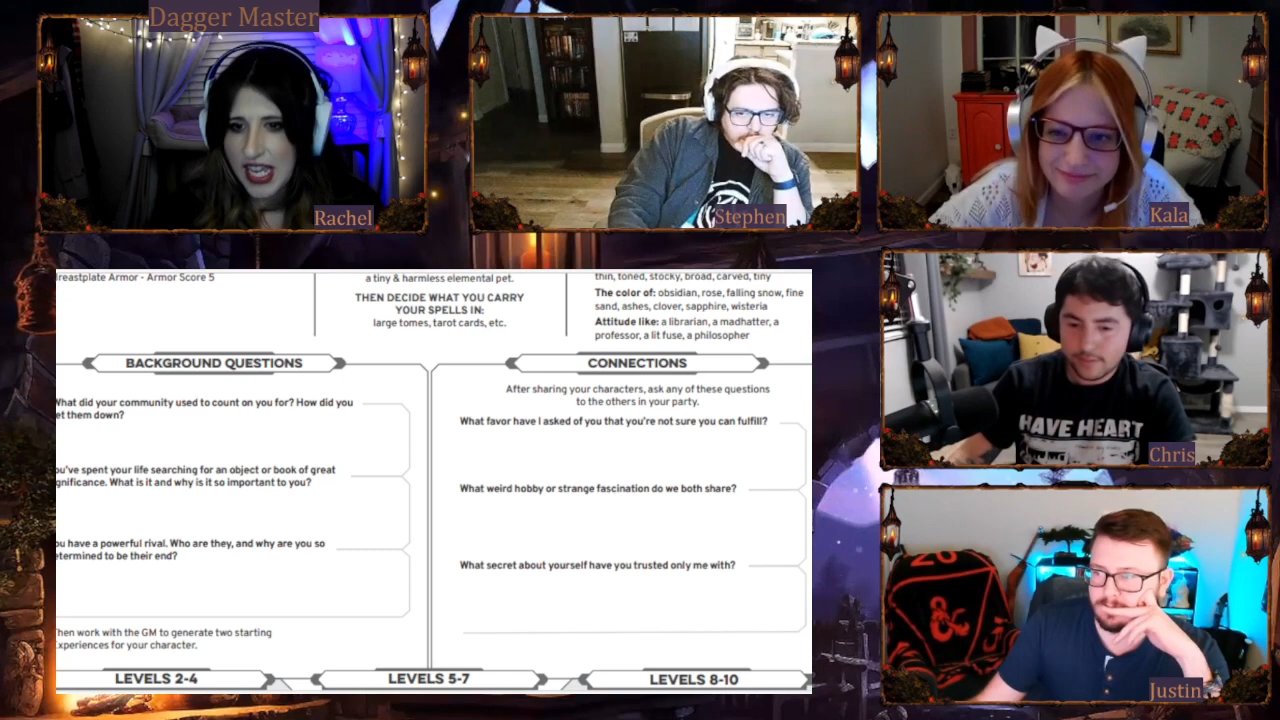 Dagger Master
Rachel
Stephen
Kala
reastplate Armor - Armor Score 5
a tiny & harmless elemental pet.
THEN DECIDE WHAT YOU CARRY
YOUR SPELLS IN:
large tomes, tarot cards, etc.
thin, toned, stocky, broad, carved, tiny
The color of: obsidian, rose, falling snow, fine
sand, ashes, clover, sapphire, wisteria
Attitude like: a librarian, a madhatter, a
professor, a lit fuse, a philosopher
BACKGROUND QUESTIONS
What did your community used to count on you for? How did you
et them down?
ou've spent your life searching for an object or book of great
gnificance. What is it and why is it so important to you?
ou have a powerful rival. Who are they, and why are you so
etermined to be their end?
hen work with the GM to generate two starting
xperiences for your character.
CONNECTIONS
After sharing your characters, ask any of these questions
to the others in your party.
What favor have I asked of you that you're not sure you can fulfill?
What weird hobby or strange fascination do we both share?
What secret about yourself have you trusted only me with?
LEVELS 2-4
LEVELS 5-7
LEVELS 8-10
HAVE HEART
Chris
20
&
Justin